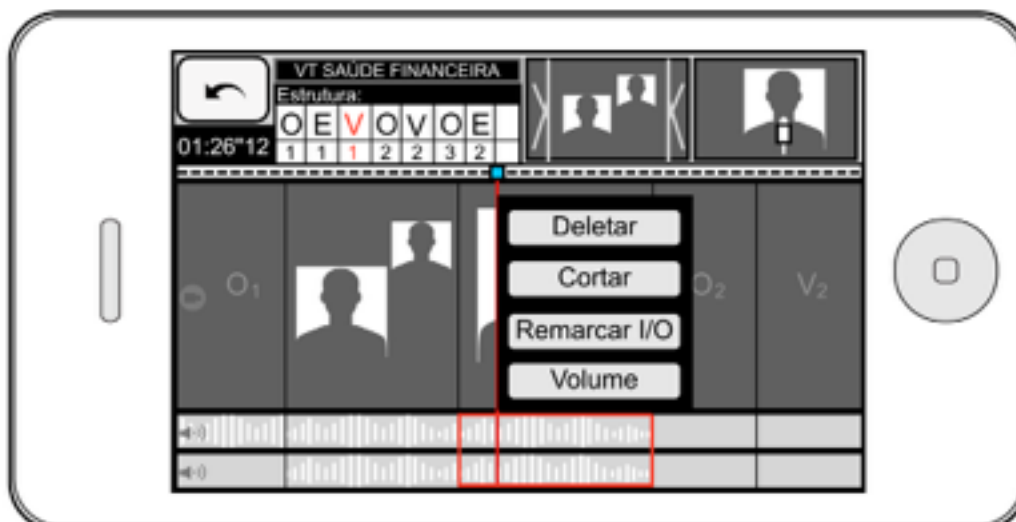 VT SAÚDE FINANCEIRA
Estrutura:
O E V O V O E
1 1 1 2 2 3 2
01:26"12
O₁
Deletar
Cortar
Remarcar I/O
Volume
O₂
V₂